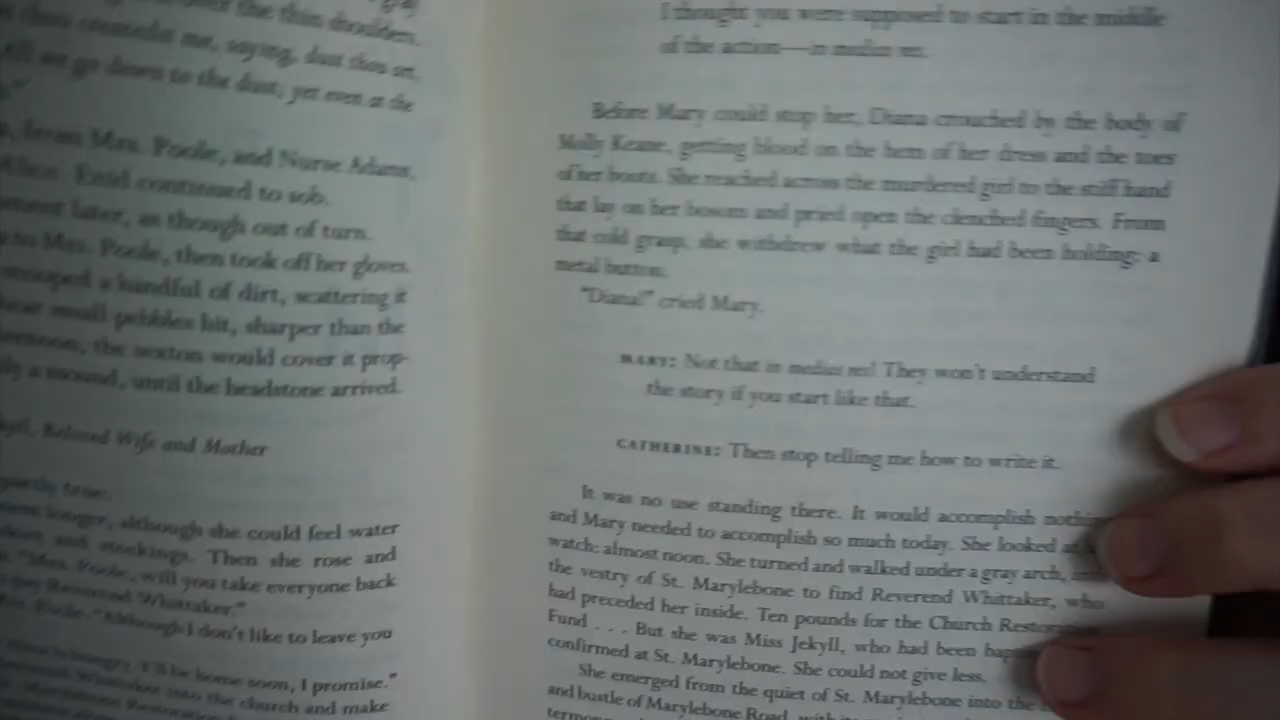 the thin shoulders.
me, saying, dust thou art,
we go down to the dust; yet even at the
from Mrs. Poole, and Nurse Adams,
Enid continued to sob.
later, as though out of turn.
to Mrs. Poole, then took off her gloves.
a handful of dirt, scattering it
small pebbles hit, sharper than the
the sexton would cover it prop-
a mound, until the headstone arrived.
Beloved Wife and Mother
partly true.
longer, although she could feel water
and stockings. Then she rose and
"Mrs. Poole, will you take everyone back
pay Reverend Whittaker."
"Although I don't like to leave you
I'll be home soon, I promise."
into the church and make
I thought you were supposed to start in the middle
of the action—in medias res.
Before Mary could stop her, Diana crouched by the body of
Molly Keane, getting blood on the hem of her dress and the toes
of her boots. She reached across the murdered girl to the stiff hand
that lay on her bosom and pried open the clenched fingers. From
that cold grasp, she withdrew what the girl had been holding: a
metal button.
"Diana!" cried Mary.
MARY: Not that in medias res! They won't understand
the story if you start like that.
CATHERINE: Then stop telling me how to write it.
It was no use standing there. It would accomplish
and Mary needed to accomplish so much today. She looked
watch: almost noon. She turned and walked under a gray arch,
the vestry of St. Marylebone to find Reverend Whittaker, who
had preceded her inside. Ten pounds for the Church
Fund . . . But she was Miss Jekyll, who had been
confirmed at St. Marylebone. She could not give less.
She emerged from the quiet of St. Marylebone into the
and bustle of Marylebone Road,